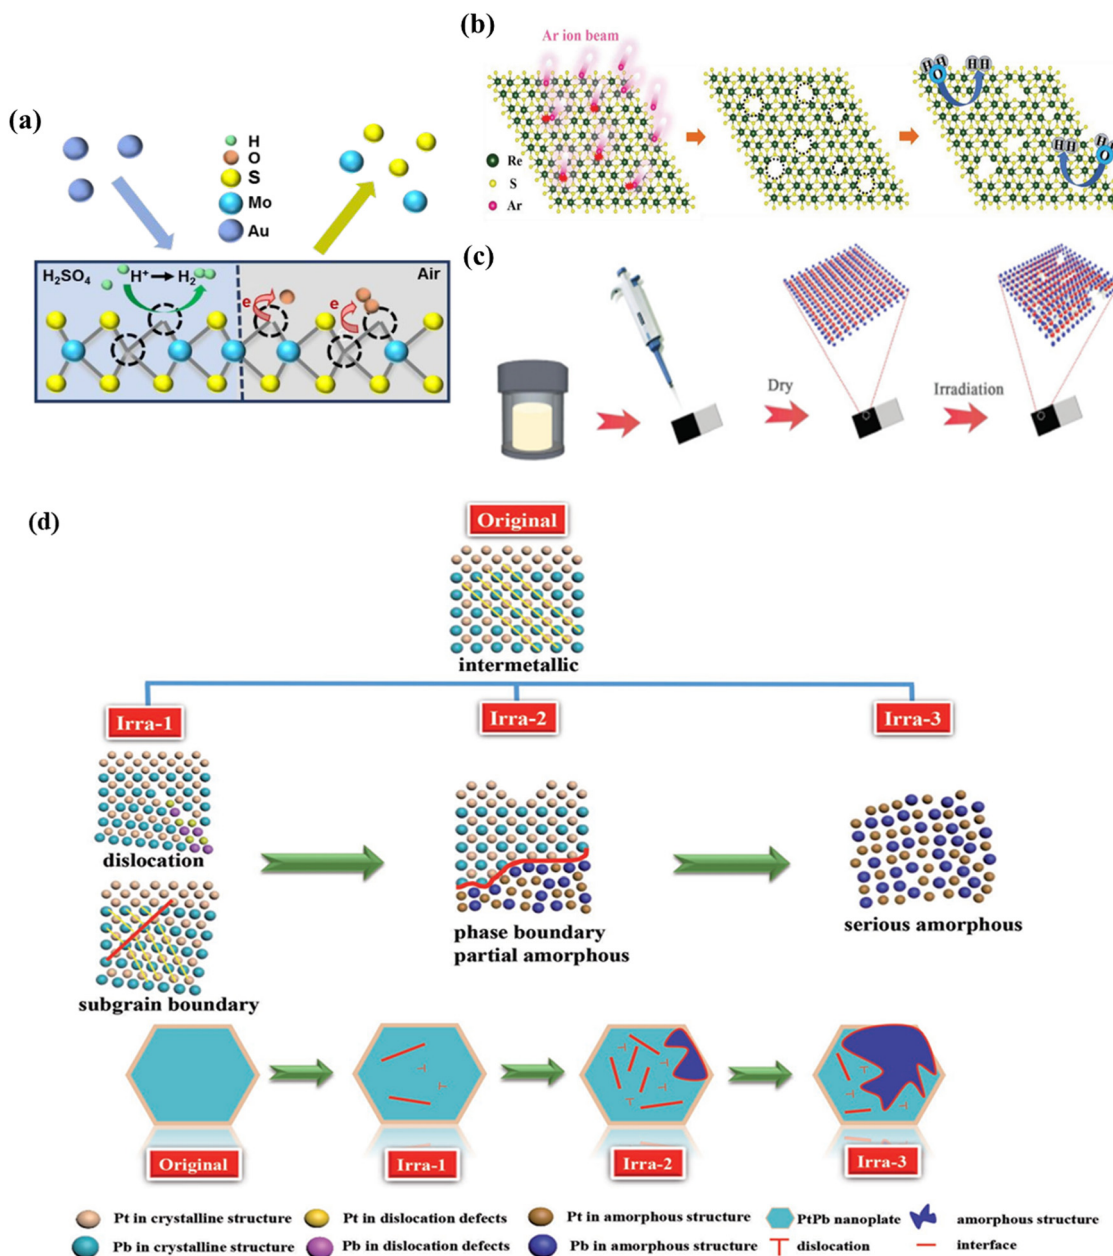 (a)
H
O
S
Mo
Au
H2SO4
H⁺ → H2
Air
e
e
(b)
Ar ion beam
Re
S
Ar
H H
O
H H
H H
H
O
(c)
Dry
Irradiation
(d)
Original
intermetallic
Irra-1
Irra-2
Irra-3
dislocation
subgrain boundary
phase boundary
partial amorphous
serious amorphous
Original
Irra-1
Irra-2
Irra-3
Pt in crystalline structure
Pt in dislocation defects
Pt in amorphous structure
PtPb nanoplate
amorphous structure
Pb in crystalline structure
Pb in dislocation defects
Pb in amorphous structure
dislocation
interface